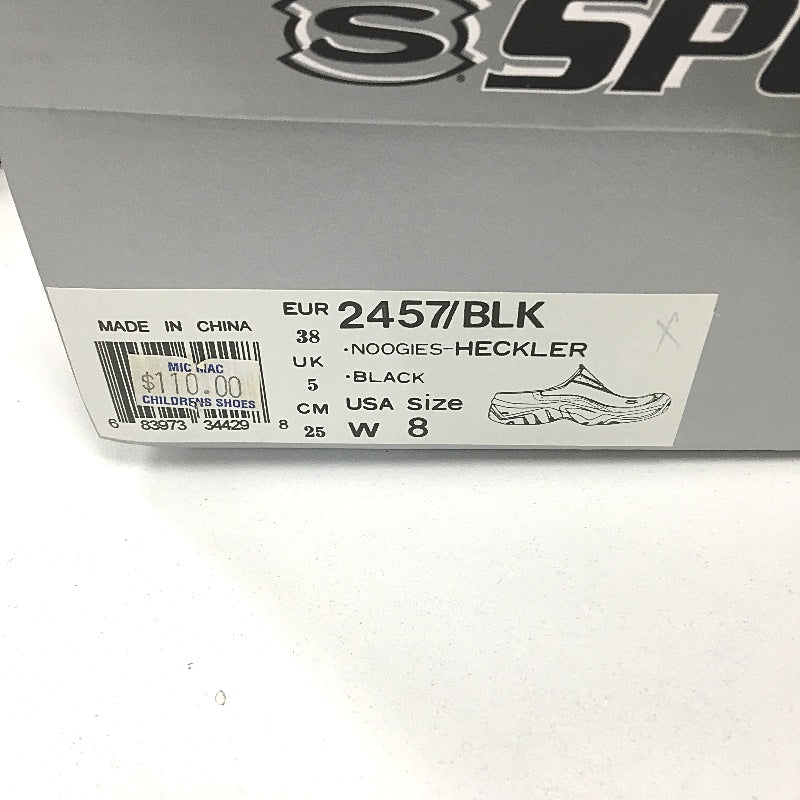 S
MADE IN CHINA
MIC MAC
$110.00
CHILDRENS SHOES
6 83973 34429 8
EUR
38
UK
5
CM
25
2457/BLK
·NOOGIES-HECKLER
·BLACK
USA Size
W 8
X